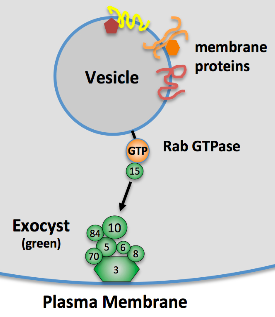 membrane
proteins
Vesicle
GTP
Rab GTPase
15
Exocyst
(green)
10
84
5
6
8
70
3
Plasma Membrane